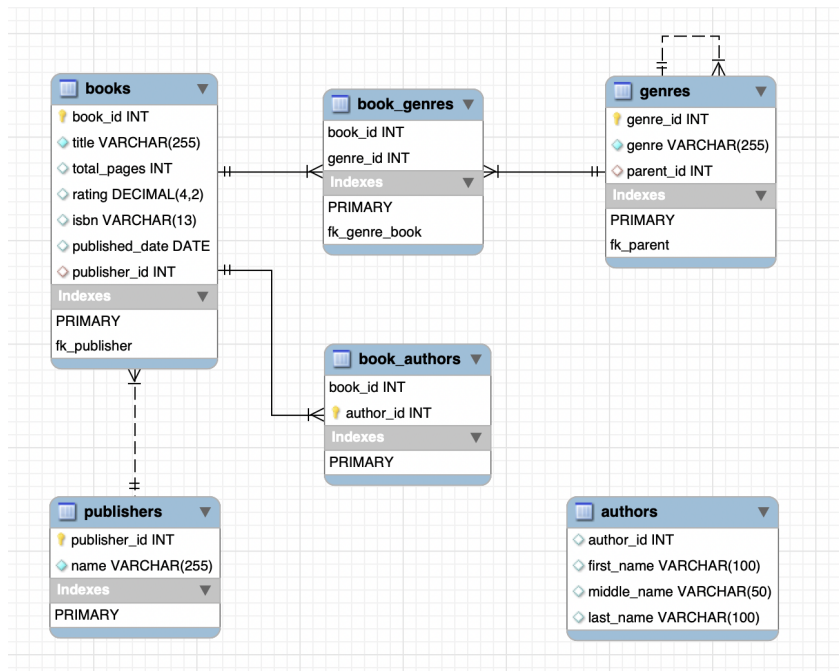 books
book_id INT
title VARCHAR(255)
total_pages INT
rating DECIMAL(4,2)
isbn VARCHAR(13)
published_date DATE
publisher_id INT
Indexes
PRIMARY
fk_publisher
book_genres
book_id INT
genre_id INT
Indexes
PRIMARY
fk_genre_book
genres
genre_id INT
genre VARCHAR(255)
parent_id INT
Indexes
PRIMARY
fk_parent
book_authors
book_id INT
author_id INT
Indexes
PRIMARY
publishers
publisher_id INT
name VARCHAR(255)
Indexes
PRIMARY
authors
author_id INT
first_name VARCHAR(100)
middle_name VARCHAR(50)
last_name VARCHAR(100)